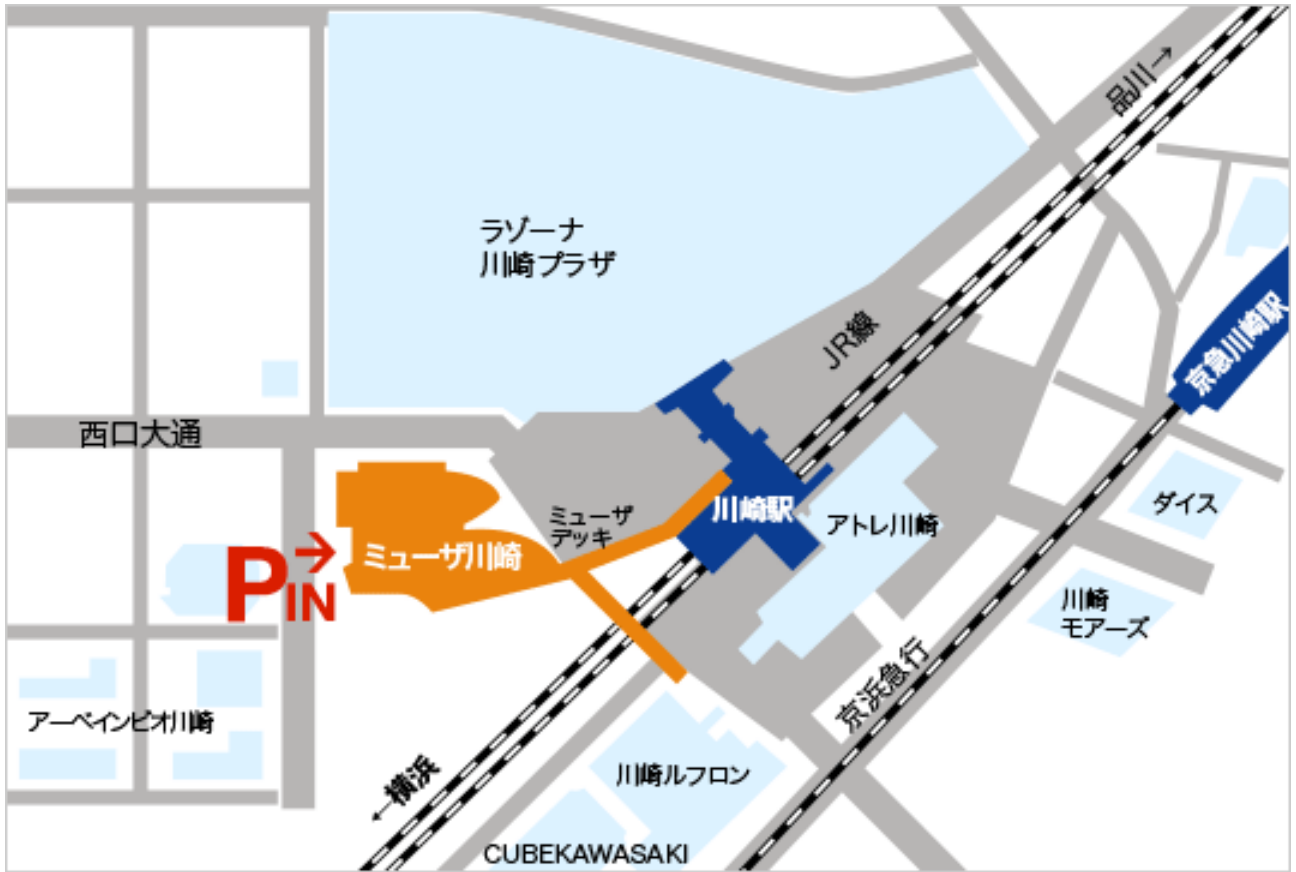 品川→
ラゾーナ
川崎プラザ
JR線
京急川崎駅
西口大通
ミューザ
デッキ
川崎駅
アトレ川崎
ダイス
P→
IN
ミューザ川崎
川崎
モアーズ
京浜急行
アーベインビオ川崎
←横浜
川崎ルフロン
CUBEKAWASAKI